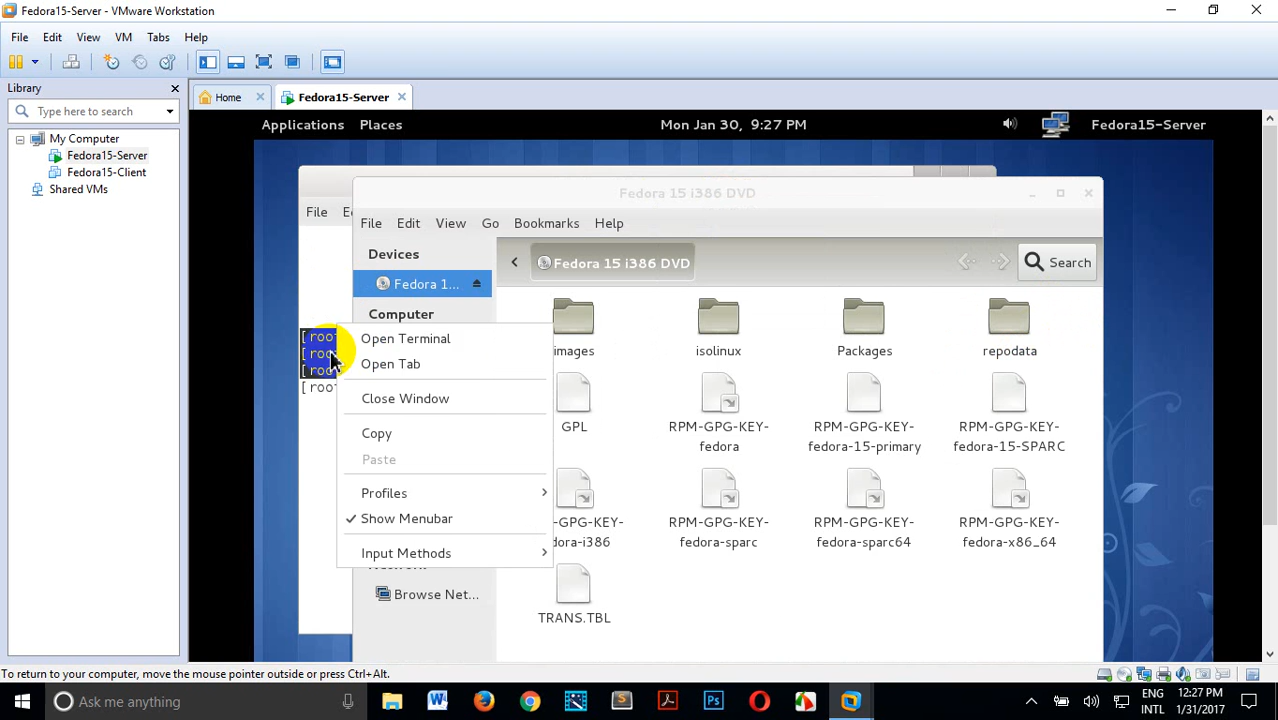 Fedora15-Server - VMware Workstation
File Edit View VM Tabs Help
Library
Type here to search
Home
Fedora15-Server
My Computer
Fedora15-Server
Fedora15-Client
Shared VMs
Applications Places Mon Jan 30, 9:27 PM Fedora15-Server
File
Fedora 15 i386 DVD
File Edit View Go Bookmarks Help
Devices
Fedora 1...
Fedora 15 i386 DVD
Search
Computer
[ root
[ root
[ root
[ root
Open Terminal
Open Tab
Close Window
Copy
Paste
Profiles
Show Menubar
Input Methods
Browse Net...
images isolinux Packages repodata
GPL
RPM-GPG-KEY-
fedora
RPM-GPG-KEY-
fedora-15-primary
RPM-GPG-KEY-
fedora-15-SPARC
-GPG-KEY-
dora-i386
RPM-GPG-KEY-
fedora-sparc
RPM-GPG-KEY-
fedora-sparc64
RPM-GPG-KEY-
fedora-x86_64
TRANS.TBL
To return to your computer, move the mouse pointer outside or press Ctrl+Alt.
Ask me anything
ENG
INTL
12:27 PM
1/31/2017